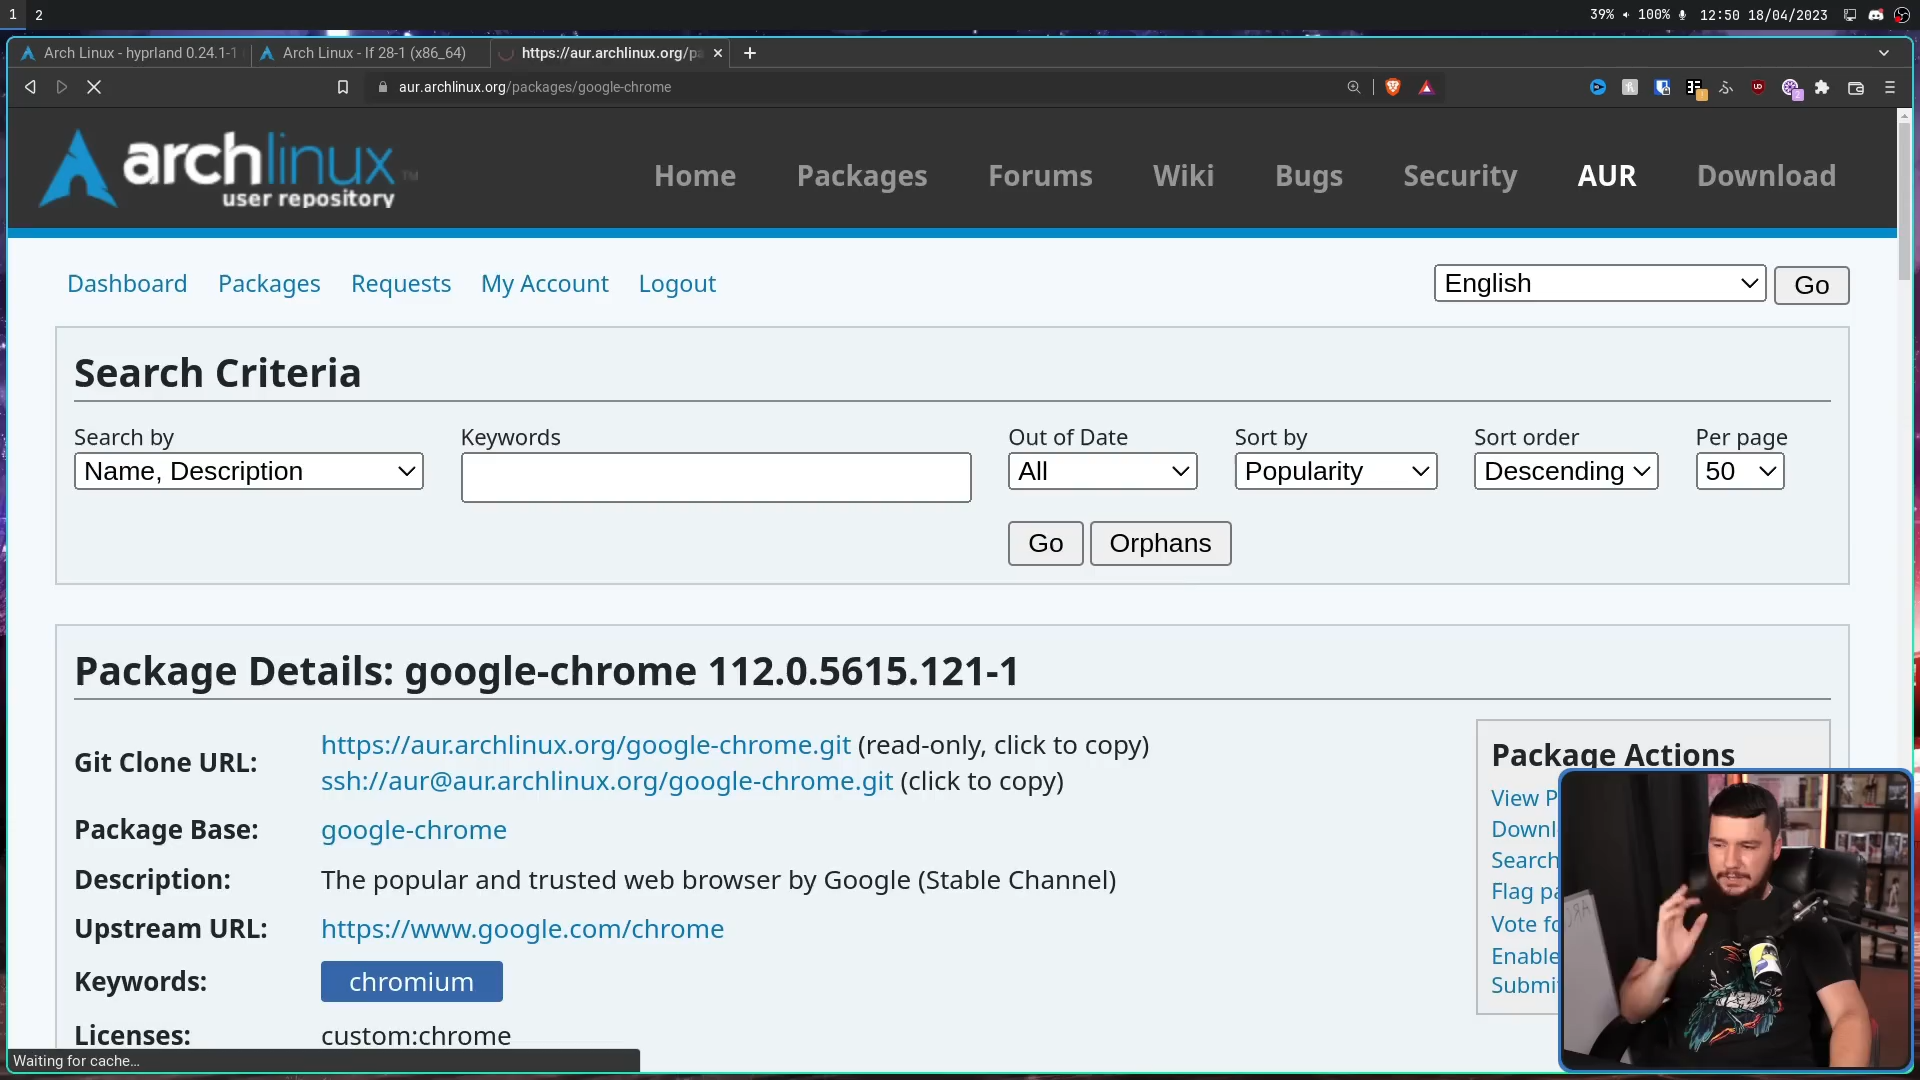 1 2 39% 100% 12:50 18/04/2023
Arch Linux - hyprland 0.24.1-1 Arch Linux - lf 28-1 (x86_64) https://aur.archlinux.org/pa
aur.archlinux.org/packages/google-chrome
archlinux TM
user repository
Home Packages Forums Wiki Bugs Security AUR Download
Dashboard Packages Requests My Account Logout English Go
Search Criteria
Search by Keywords Out of Date Sort by Sort order Per page
Name, Description All Popularity Descending 50
Go Orphans
Package Details: google-chrome 112.0.5615.121-1
Git Clone URL: https://aur.archlinux.org/google-chrome.git (read-only, click to copy)
ssh://aur@aur.archlinux.org/google-chrome.git (click to copy)
Package Base: google-chrome
Description: The popular and trusted web browser by Google (Stable Channel)
Upstream URL: https://www.google.com/chrome
Keywords: chromium
Licenses: custom:chrome
Package Actions
View P
Downl
Search
Flag pa
Vote fo
Enable
Submi
Waiting for cache...